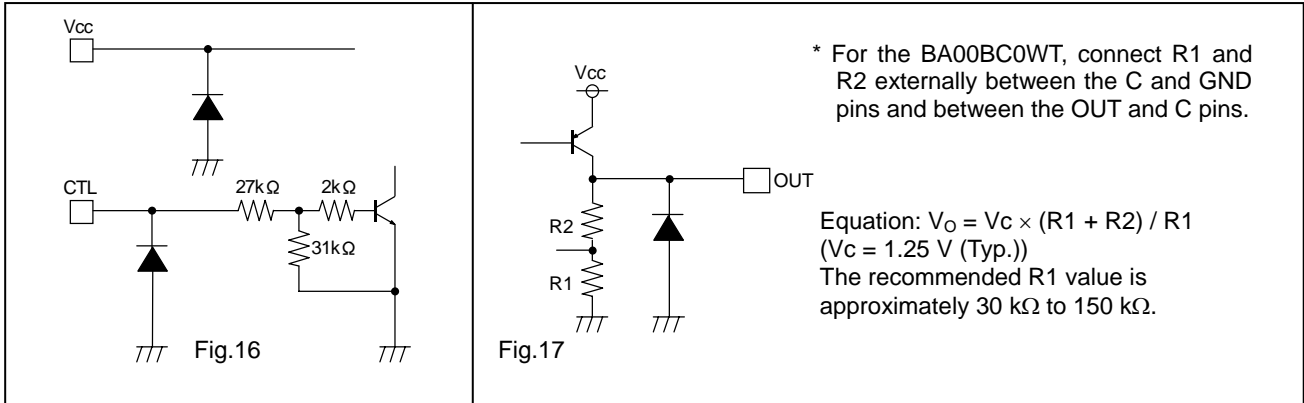 Vcc
CTL
27kΩ
2kΩ
31kΩ
Fig.16
Vcc
OUT
R2
R1
Fig.17
* For the BA00BC0WT, connect R1 and
R2 externally between the C and GND
pins and between the OUT and C pins.
Equation: VO = Vc × (R1 + R2) / R1
(Vc = 1.25 V (Typ.))
The recommended R1 value is
approximately 30 kΩ to 150 kΩ.